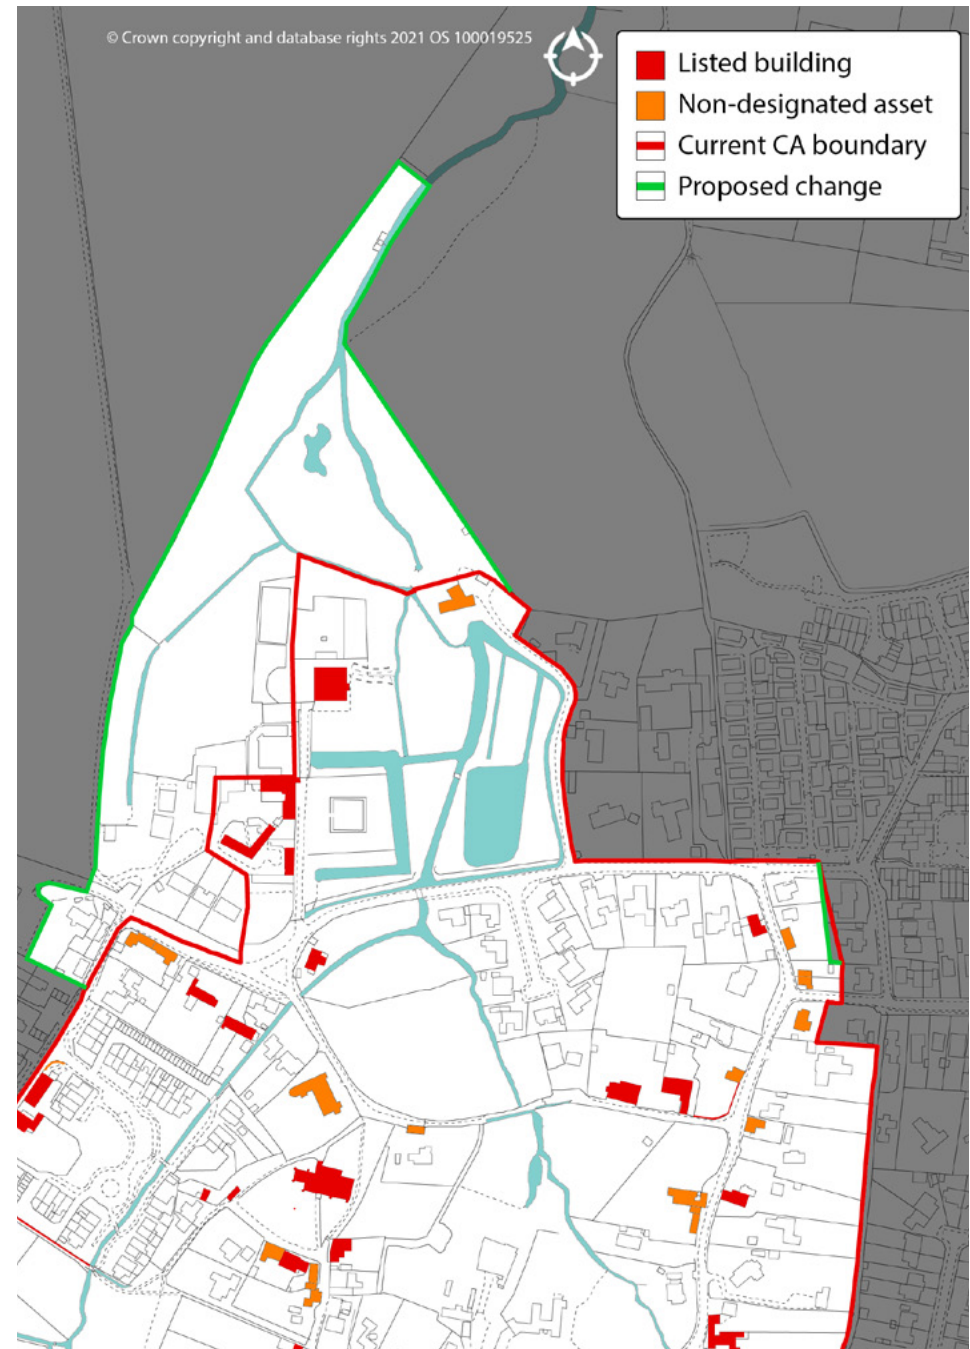 © Crown copyright and database rights 2021 OS 100019525
Listed building
Non-designated asset
Current CA boundary
Proposed change